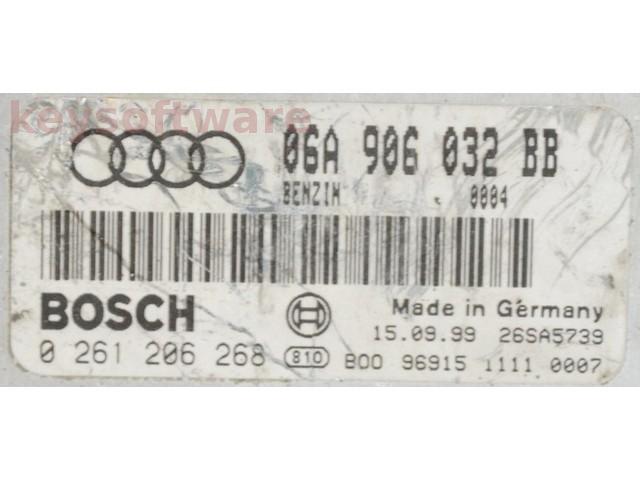 keysoftware
06A 906 032 BB
BENZIN 0004
BOSCH
Made in Germany
15.09.99 26SA5739
0 261 206 268 810 B00 96915 1111 0007